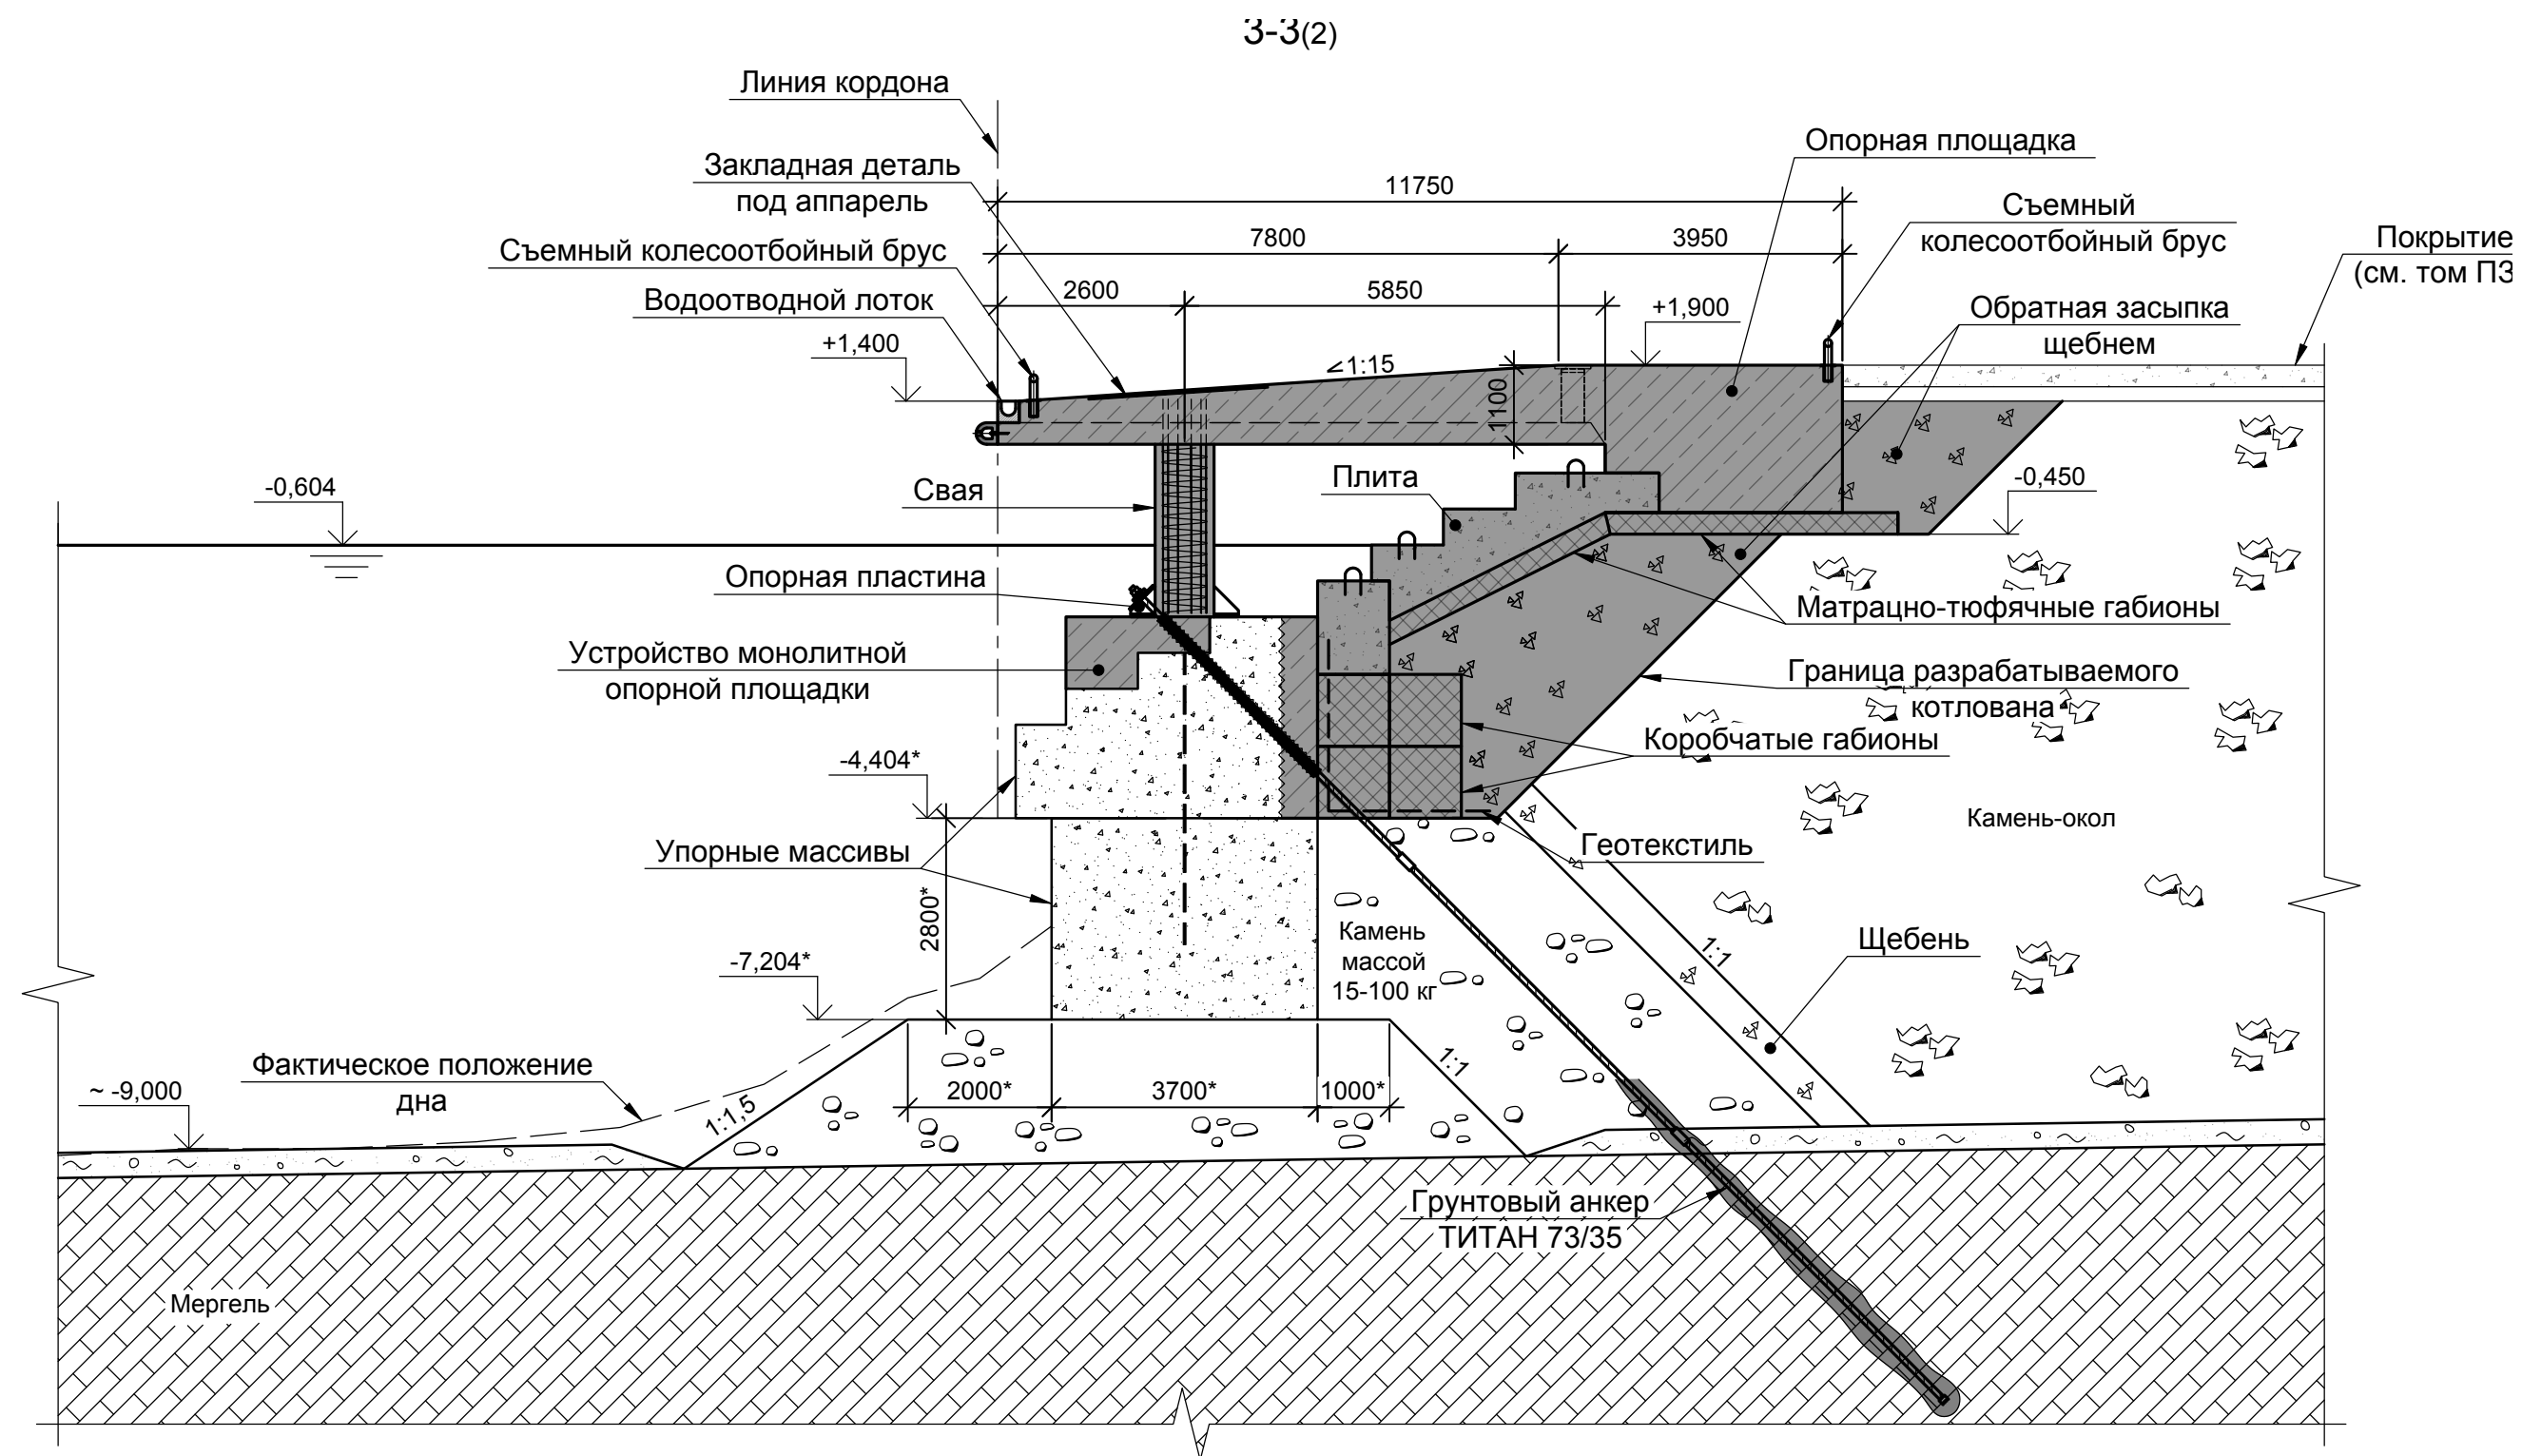 3-3(2)
Линия кордона
Закладная деталь
под аппарель
Съемный колесоотбойный брус
Водоотводной лоток
+1,400
11750
7800
3950
2600
5850
+1,900
Опорная площадка
Съемный
колесоотбойный брус
Покрытие
(см. том ПЗ
Обратная засыпка
щебнем
1:15
1100
-0,604
Свая
Плита
-0,450
Опорная пластина
Матрацно-тюфячные габионы
Устройство монолитной
опорной площадки
Граница разрабатываемого
котлована
Коробчатые габионы
-4,404*
Камень-окол
Геотекстиль
Упорные массивы
2800*
Камень
массой
15-100 кг
1:1
Щебень
-7,204*
Фактическое положение
дна
~ -9,000
1:1,5
2000*
3700*
1000*
1:1
Грунтовый анкер
ТИТАН 73/35
Мергель